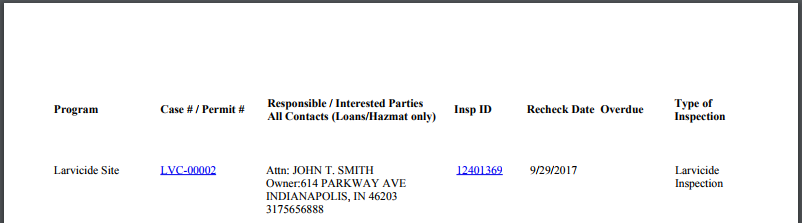 Program Case # / Permit # Responsible / Interested Parties All Contacts (Loans/Hazmat only) Insp ID Recheck Date Overdue Type of Inspection
Larvicide Site LVC-00002 Attn: JOHN T. SMITH 12401369 9/29/2017 Larvicide
Owner:614 PARKWAY AVE Inspection
INDIANAPOLIS, IN 46203
3175656888